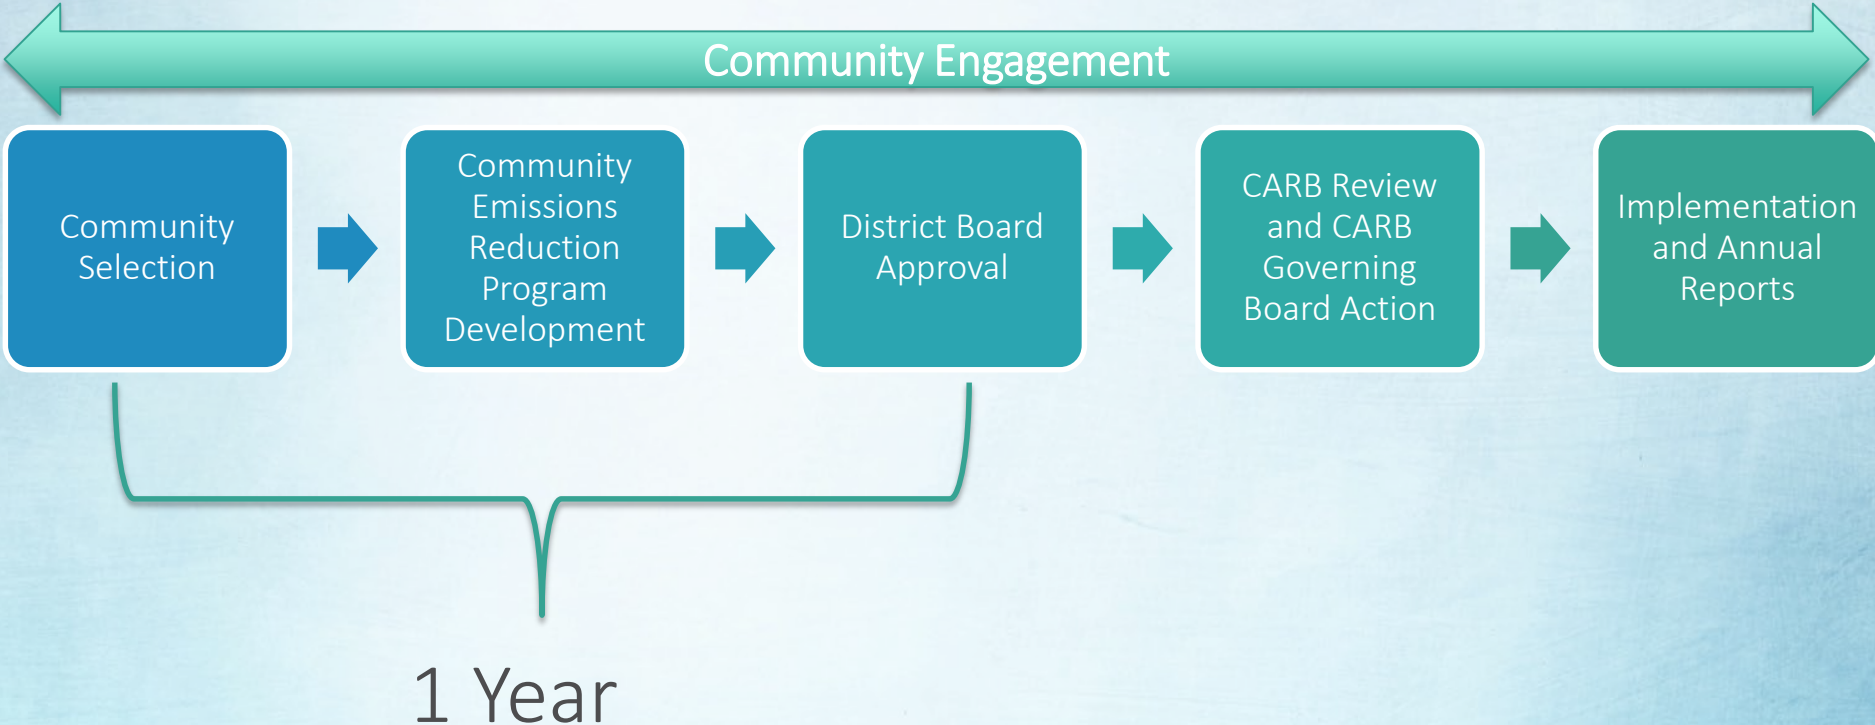 Community Engagement
Community
Selection
Community
Emissions
Reduction
Program
Development
District Board
Approval
CARB Review
and CARB
Governing
Board Action
Implementation
and Annual
Reports
1 Year